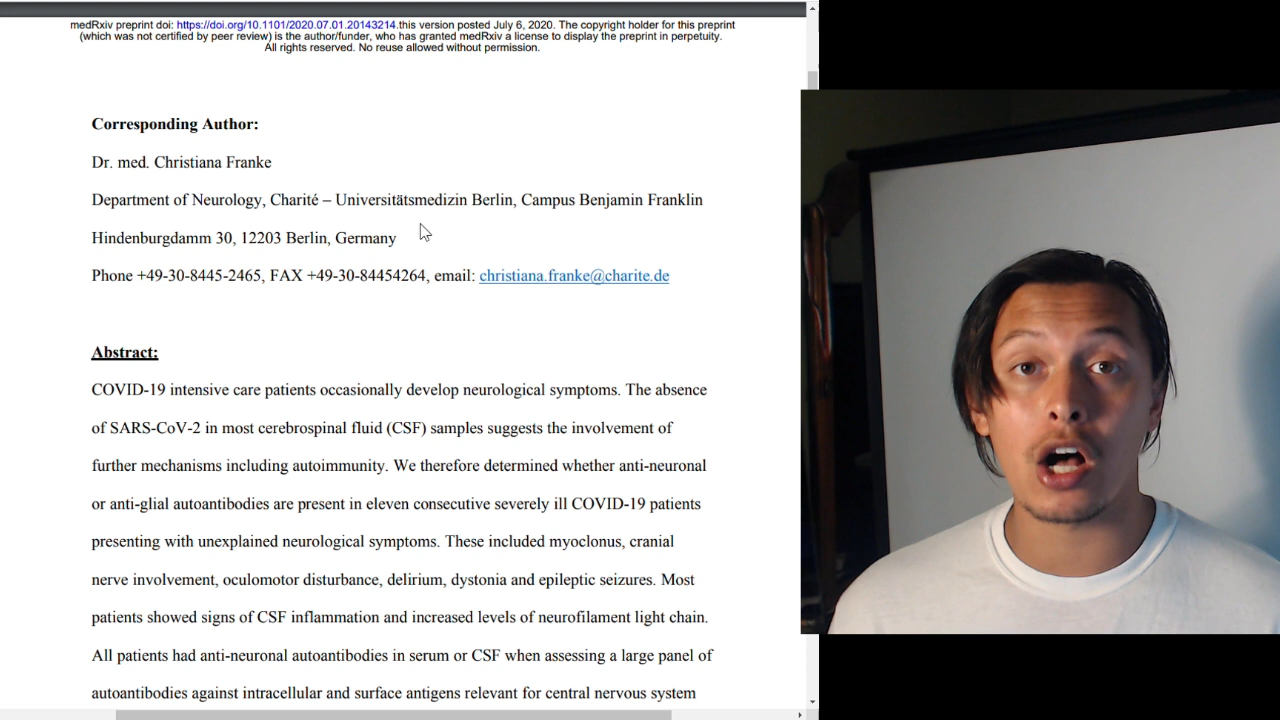 medRxiv preprint doi: https://doi.org/10.1101/2020.07.01.20143214.this version posted July 6, 2020. The copyright holder for this preprint
(which was not certified by peer review) is the author/funder, who has granted medRxiv a license to display the preprint in perpetuity.
All rights reserved. No reuse allowed without permission.
Corresponding Author:
Dr. med. Christiana Franke
Department of Neurology, Charité – Universitätsmedizin Berlin, Campus Benjamin Franklin
Hindenburgdamm 30, 12203 Berlin, Germany
Phone +49-30-8445-2465, FAX +49-30-84454264, email: christiana.franke@charite.de
Abstract:
COVID-19 intensive care patients occasionally develop neurological symptoms. The absence
of SARS-CoV-2 in most cerebrospinal fluid (CSF) samples suggests the involvement of
further mechanisms including autoimmunity. We therefore determined whether anti-neuronal
or anti-glial autoantibodies are present in eleven consecutive severely ill COVID-19 patients
presenting with unexplained neurological symptoms. These included myoclonus, cranial
nerve involvement, oculomotor disturbance, delirium, dystonia and epileptic seizures. Most
patients showed signs of CSF inflammation and increased levels of neurofilament light chain.
All patients had anti-neuronal autoantibodies in serum or CSF when assessing a large panel of
autoantibodies against intracellular and surface antigens relevant for central nervous system